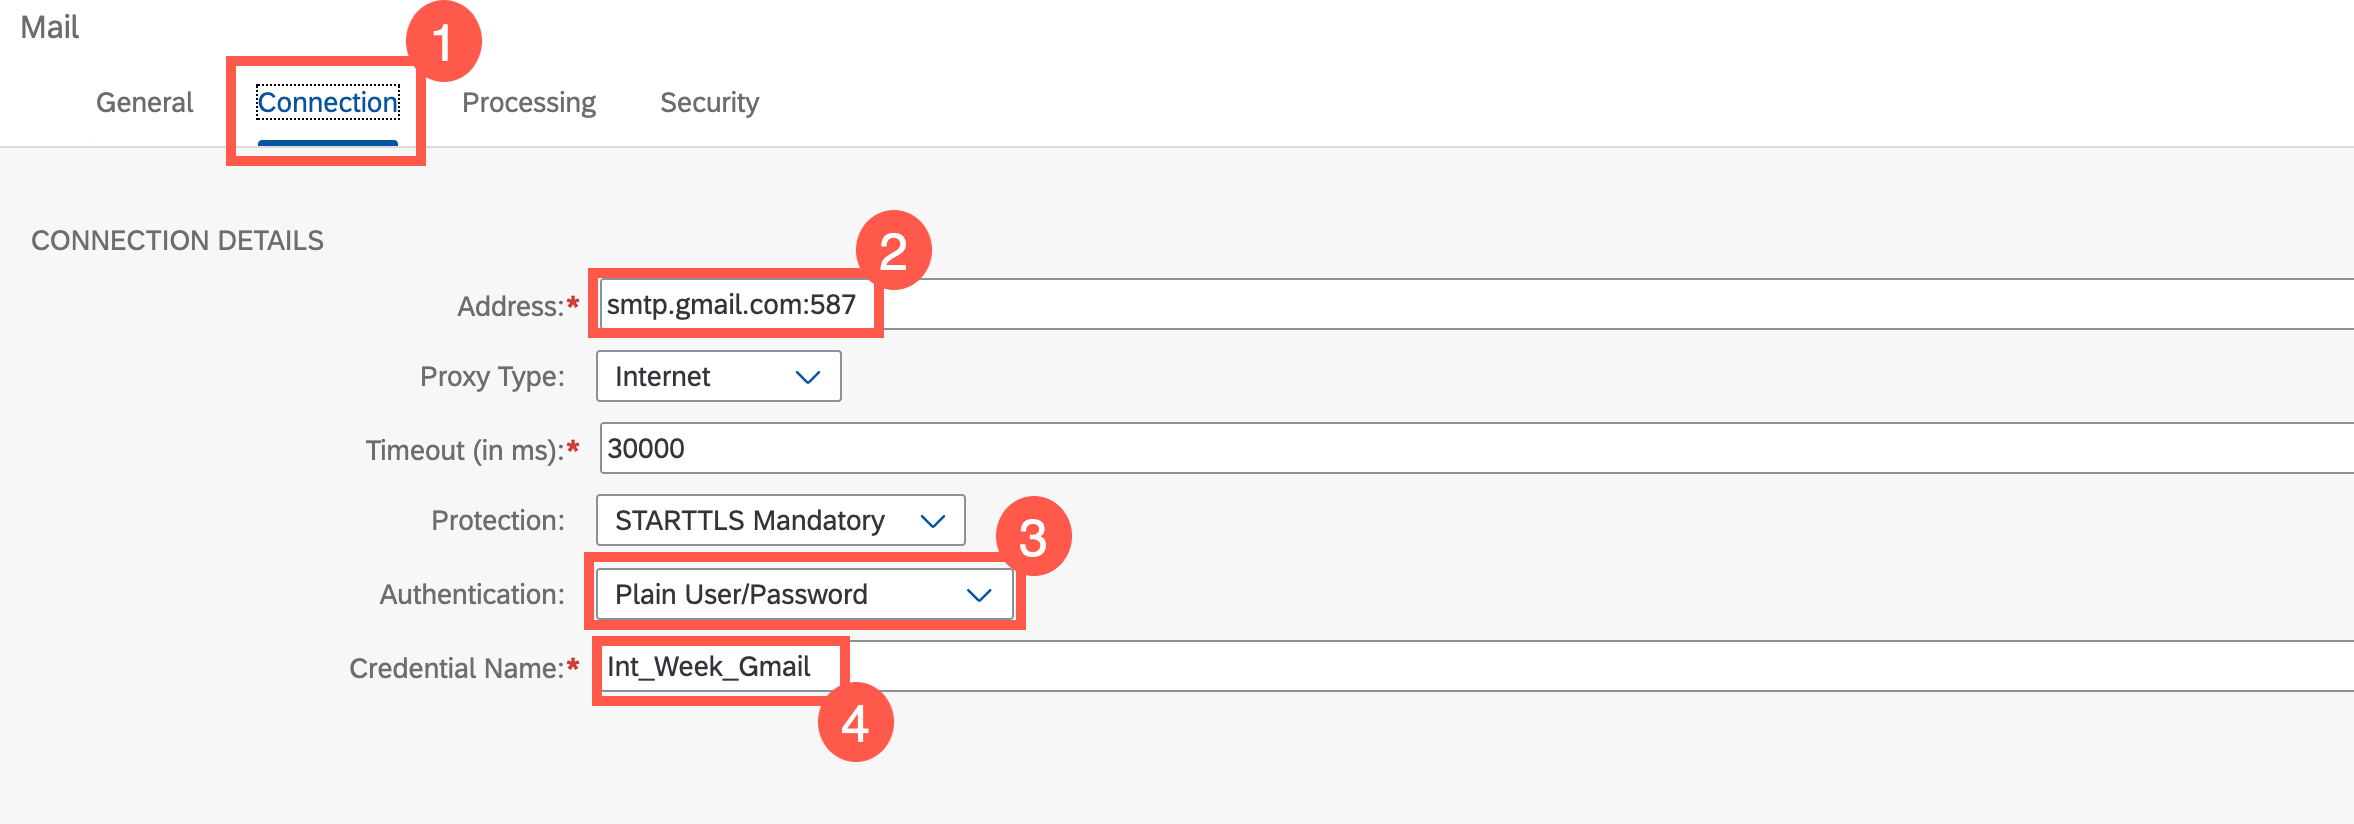 Mail
1
General Connection Processing Security
CONNECTION DETAILS
2
Address:* smtp.gmail.com:587
Proxy Type: Internet
Timeout (in ms):* 30000
Protection: STARTTLS Mandatory
3
Authentication: Plain User/Password
Credential Name:* Int_Week_Gmail
4